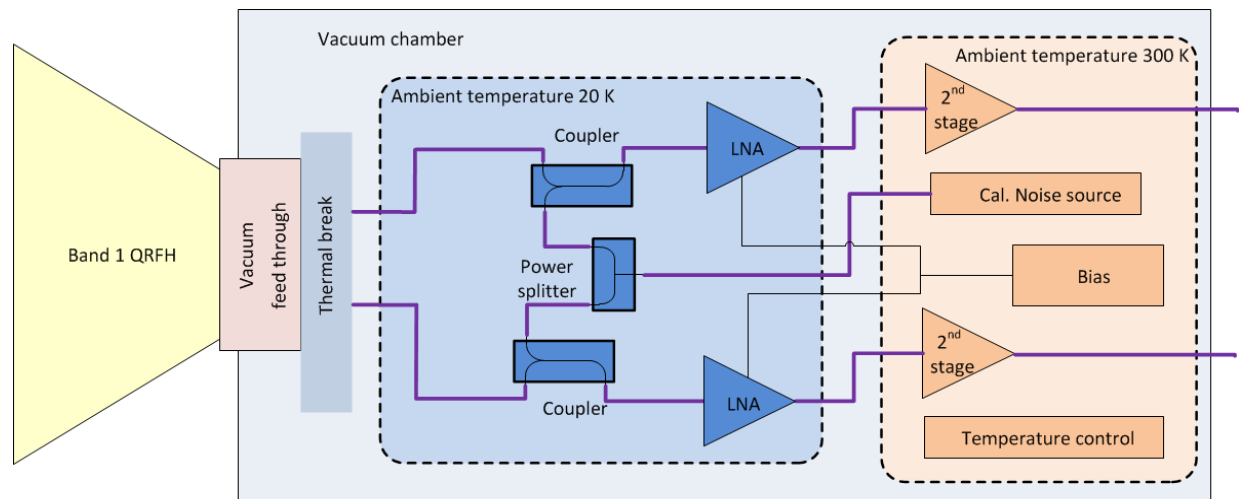 Vacuum chamber
Ambient temperature 300 K
Ambient temperature 20 K
2nd
stage
Coupler
LNA
Cal. Noise source
Band 1 QRFH
Vacuum
feed through
Thermal break
Power
splitter
Bias
2nd
stage
Coupler
LNA
Temperature control